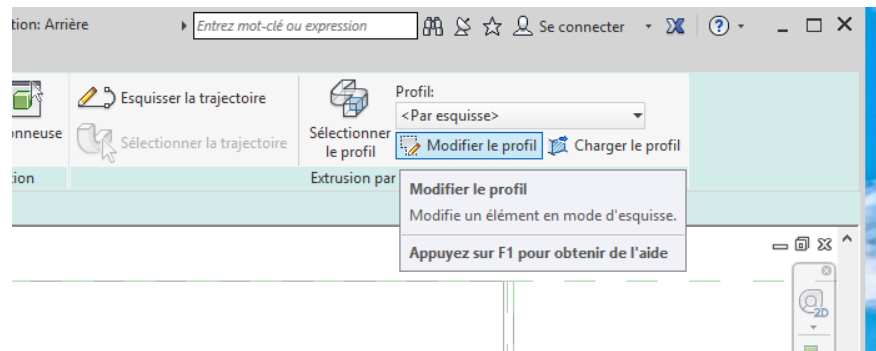 tion: Arrière
Entrez mot-clé ou expression
Se connecter
?
Esquisser la trajectoire
Profil:
<Par esquisse>
onneuse
Sélectionner la trajectoire
Sélectionner
le profil
Modifier le profil
Charger le profil
ion
Extrusion par
Modifier le profil
Modifie un élément en mode d'esquisse.
Appuyez sur F1 pour obtenir de l'aide
2D